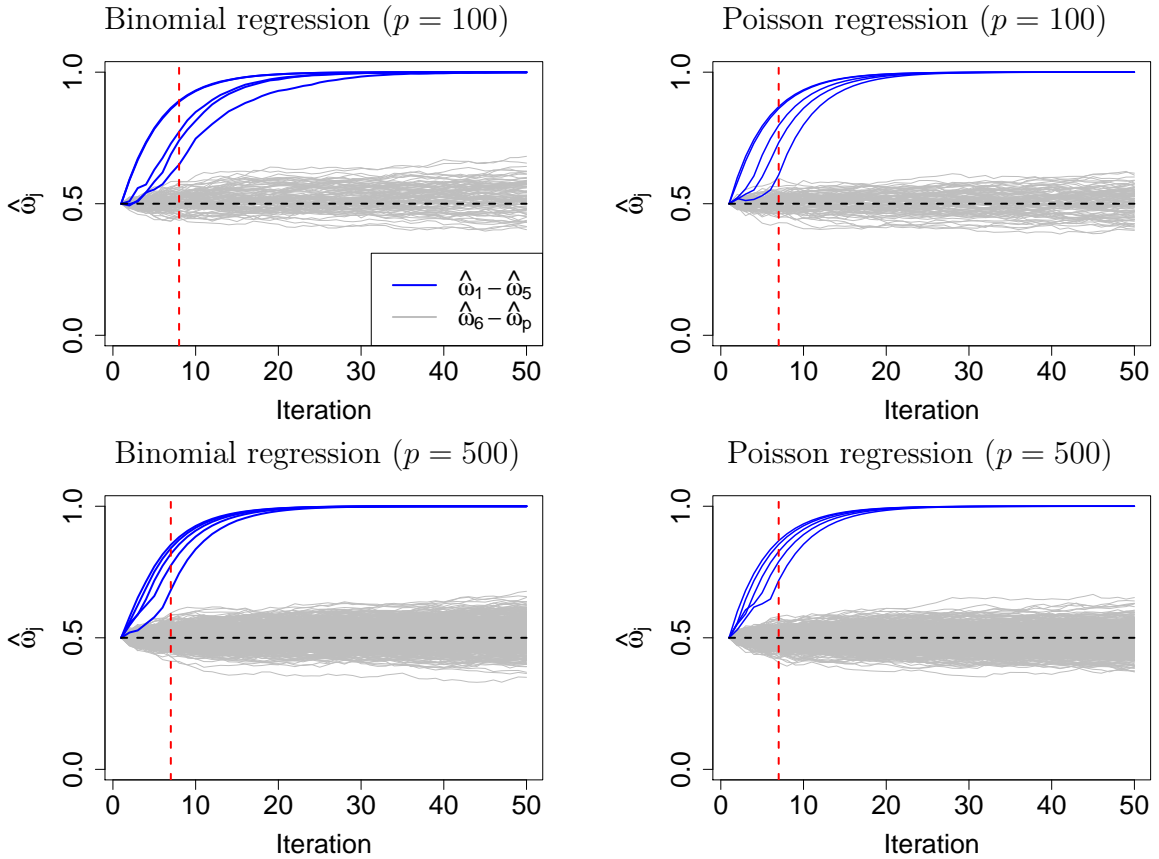 Binomial regression (p = 100)
1.0
0.5
0.0
ω̂j
ω̂1 – ω̂5
ω̂6 – ω̂p
0 10 20 30 40 50
Iteration
Poisson regression (p = 100)
1.0
0.5
0.0
ω̂j
0 10 20 30 40 50
Iteration
Binomial regression (p = 500)
1.0
0.5
0.0
ω̂j
0 10 20 30 40 50
Iteration
Poisson regression (p = 500)
1.0
0.5
0.0
ω̂j
0 10 20 30 40 50
Iteration